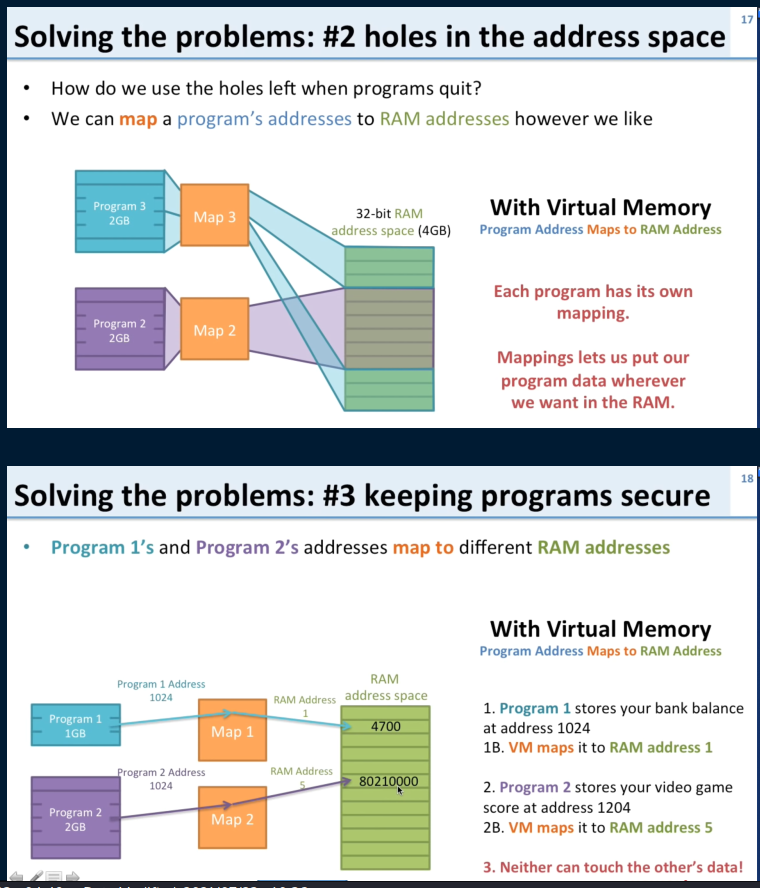 17
Solving the problems: #2 holes in the address space
• How do we use the holes left when programs quit?
• We can map a program's addresses to RAM addresses however we like
Program 3
2GB
Map 3
Program 2
2GB
Map 2
32-bit RAM
address space (4GB)
With Virtual Memory
Program Address Maps to RAM Address
Each program has its own
mapping.
Mappings lets us put our
program data wherever
we want in the RAM.
18
Solving the problems: #3 keeping programs secure
• Program 1's and Program 2's addresses map to different RAM addresses
Program 1
1GB
Program 1 Address
1024
Map 1
RAM Address
1
Program 2
2GB
Program 2 Address
1024
Map 2
RAM Address
5
RAM
address space
4700
80210000
With Virtual Memory
Program Address Maps to RAM Address
1. Program 1 stores your bank balance
at address 1024
1B. VM maps it to RAM address 1
2. Program 2 stores your video game
score at address 1204
2B. VM maps it to RAM address 5
3. Neither can touch the other's data!